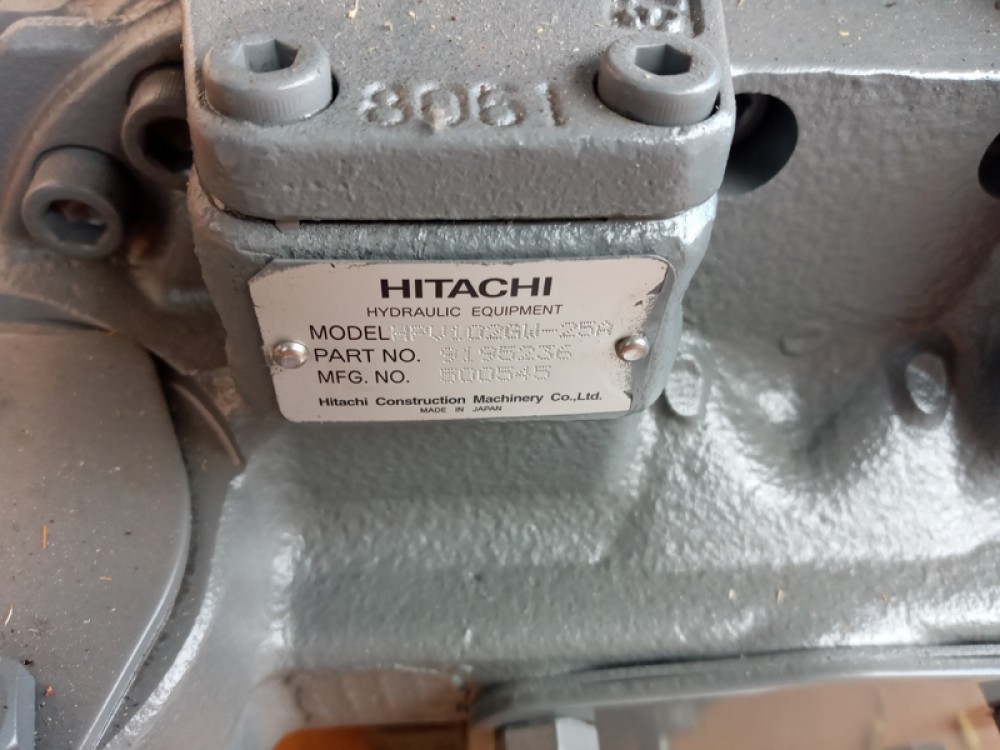 8061
HITACHI
HYDRAULIC EQUIPMENT
MODEL HPV102GW-25A
PART NO. 9195236
MFG. NO. 600545
Hitachi Construction Machinery Co.,Ltd.
MADE IN JAPAN